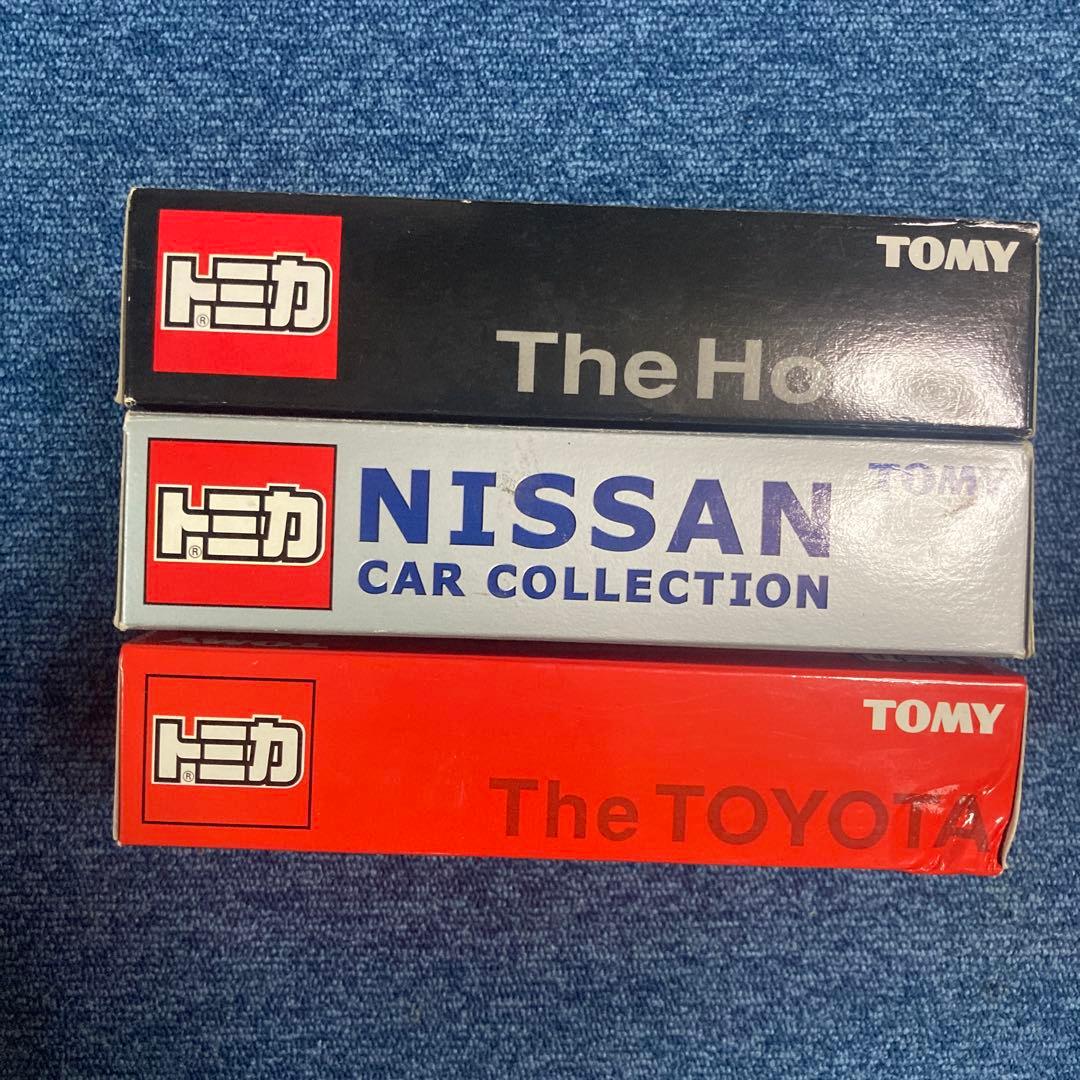 トミカ®
TOMY
The Ho
トミカ®
NISSAN
TOMY
CAR COLLECTION
トミカ®
TOMY
The TOYOTA